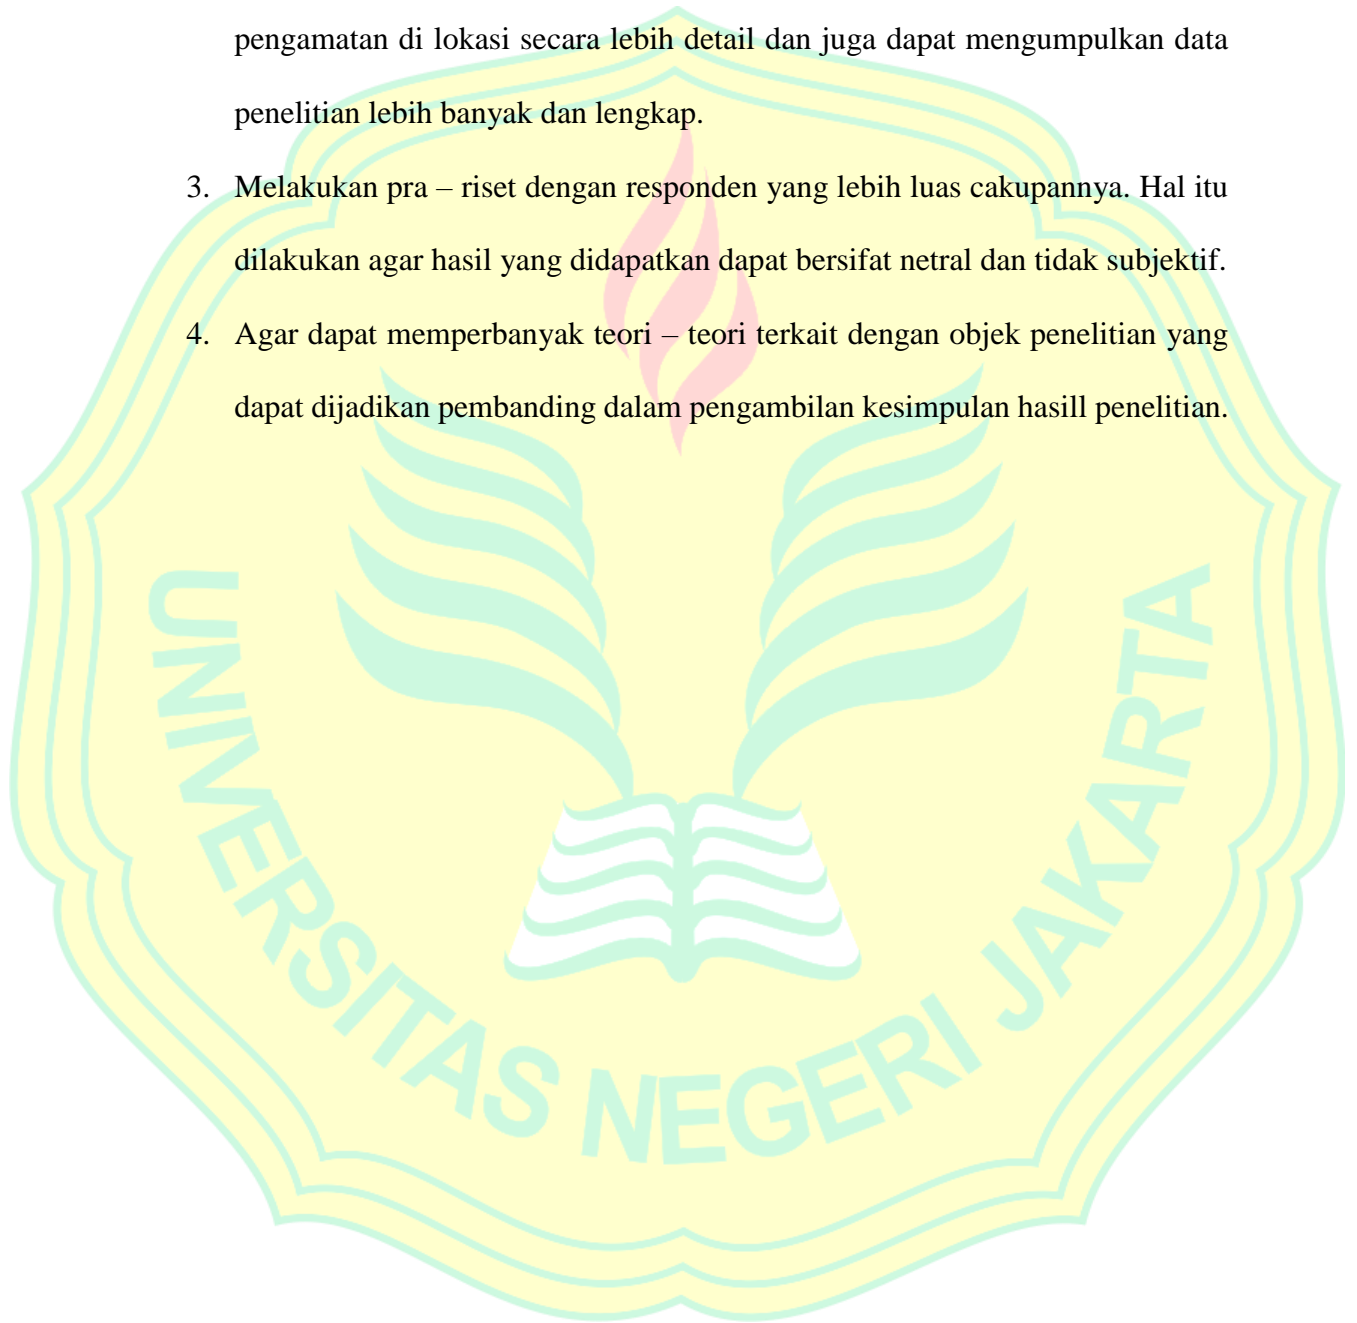 pengamatan di lokasi secara lebih detail dan juga dapat mengumpulkan data
penelitian lebih banyak dan lengkap.
3. Melakukan pra – riset dengan responden yang lebih luas cakupannya. Hal itu
dilakukan agar hasil yang didapatkan dapat bersifat netral dan tidak subjektif.
4. Agar dapat memperbanyak teori – teori terkait dengan objek penelitian yang
dapat dijadikan pembanding dalam pengambilan kesimpulan hasill penelitian.
UNIVERSITAS NEGERI JAKARTA